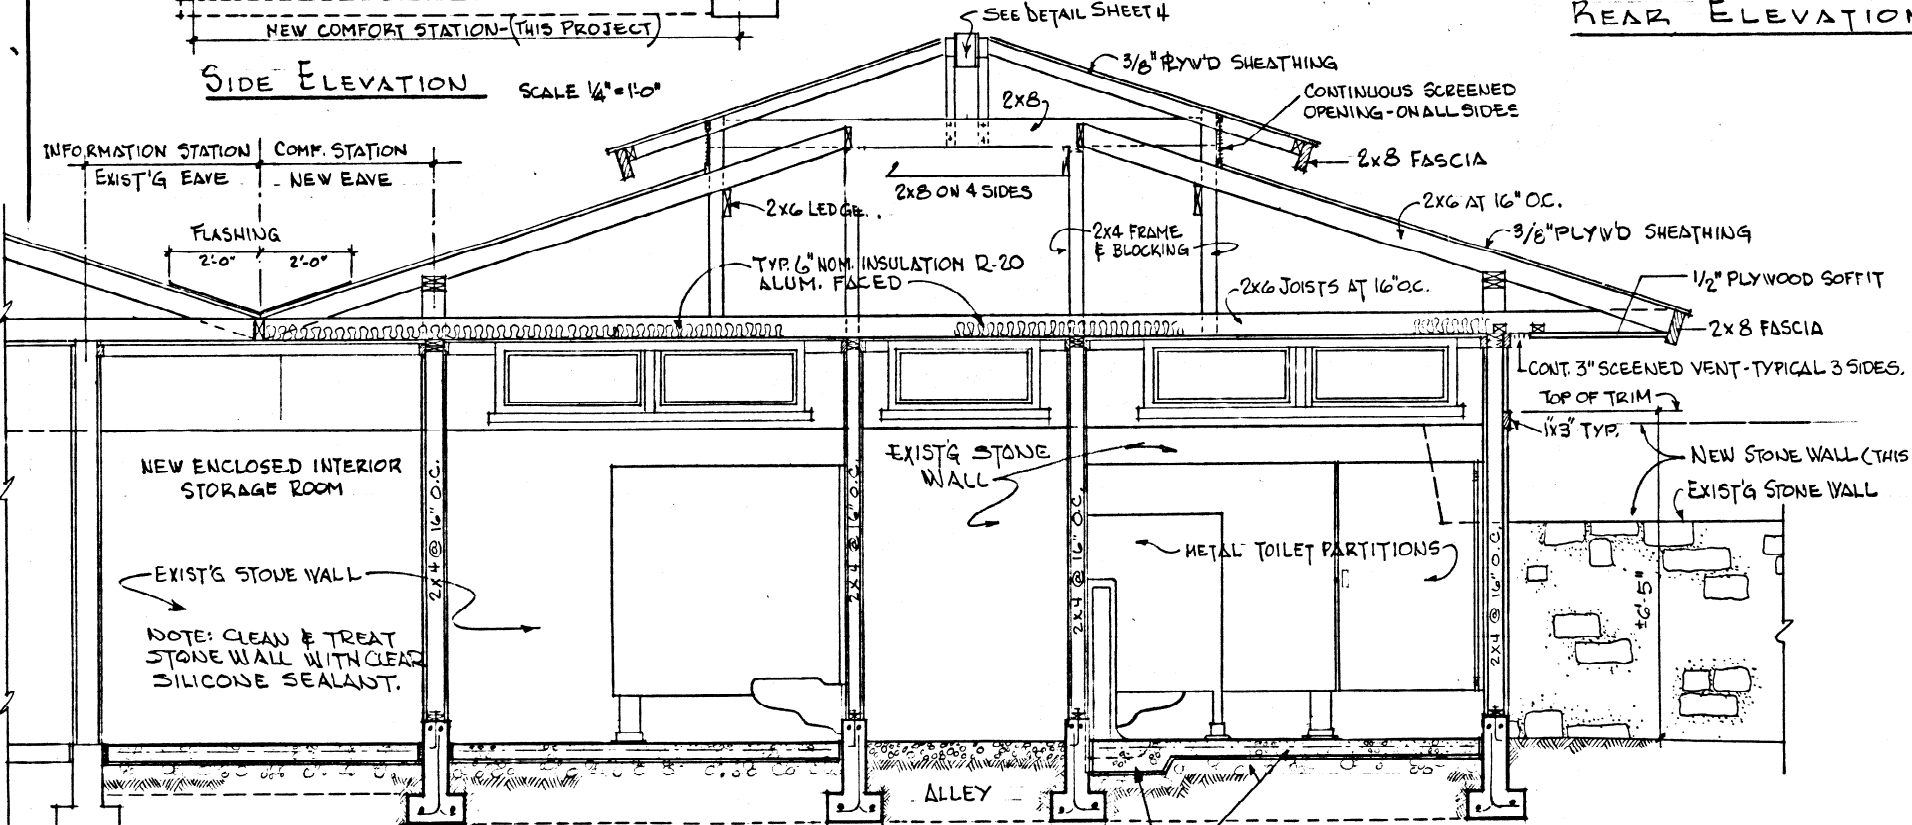 SEE DETAIL SHEET 4
REAR ELEVATION
NEW COMFORT STATION-(THIS PROJECT)
SIDE ELEVATION SCALE 1/4"=1'-0"
3/8" PLYW'D SHEATHING
CONTINUOUS SCREENED
OPENING-ON ALL SIDES
2x8
2x8 FASCIA
INFORMATION STATION
EXIST'G EAVE
COMF. STATION
NEW EAVE
2x8 ON 4 SIDES
2x6 LEDGE
2x6 AT 16" O.C.
3/8" PLYW'D SHEATHING
FLASHING
2'-0" 2'-0"
2x4 FRAME
& BLOCKING
TYP. 6" NOM. INSULATION R-20
ALUM. FACED
2x6 JOISTS AT 16" O.C.
1/2" PLYWOOD SOFFIT
2x8 FASCIA
CONT. 3" SCEENED VENT-TYPICAL 3 SIDES.
TOP OF TRIM
1"x3" TYP.
NEW STONE WALL (THIS
EXIST'G STONE WALL
NEW ENCLOSED INTERIOR
STORAGE ROOM
EXIST'G STONE
WALL
METAL TOILET PARTITIONS
EXIST'G STONE WALL
NOTE: CLEAN & TREAT
STONE WALL WITH CLEAR
SILICONE SEALANT.
2x4 @ 16" O.C.
2x4 @ 16" O.C.
2x4 @ 16" O.C.
2x4 @ 16" O.C.
±6'-5"
ALLEY